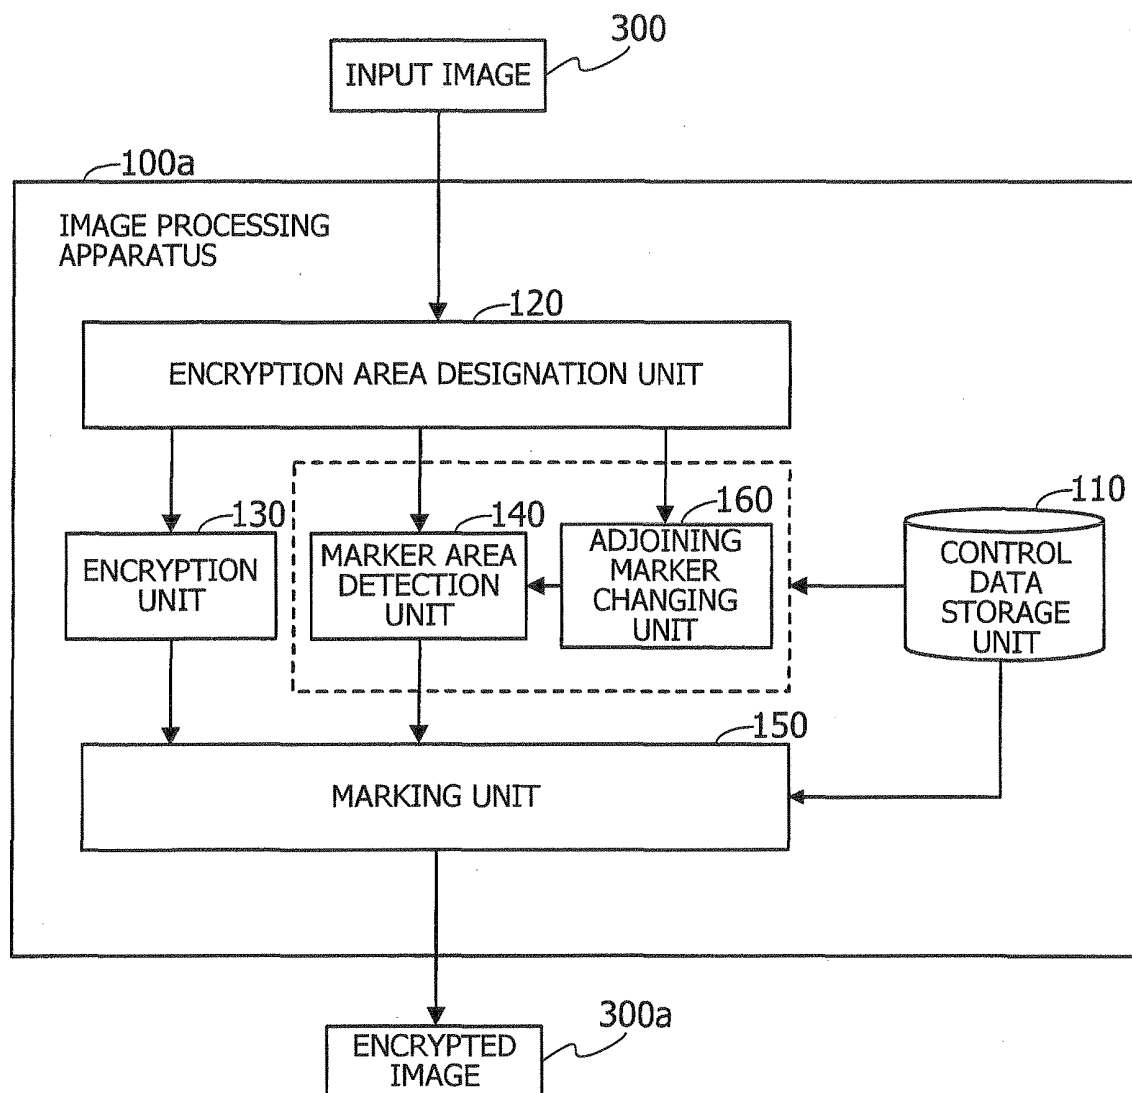 300
INPUT IMAGE
100a
IMAGE PROCESSING
APPARATUS
120
ENCRYPTION AREA DESIGNATION UNIT
130
ENCRYPTION
UNIT
140
MARKER AREA
DETECTION
UNIT
160
ADJOINING
MARKER
CHANGING
UNIT
110
CONTROL
DATA
STORAGE
UNIT
150
MARKING UNIT
300a
ENCRYPTED
IMAGE